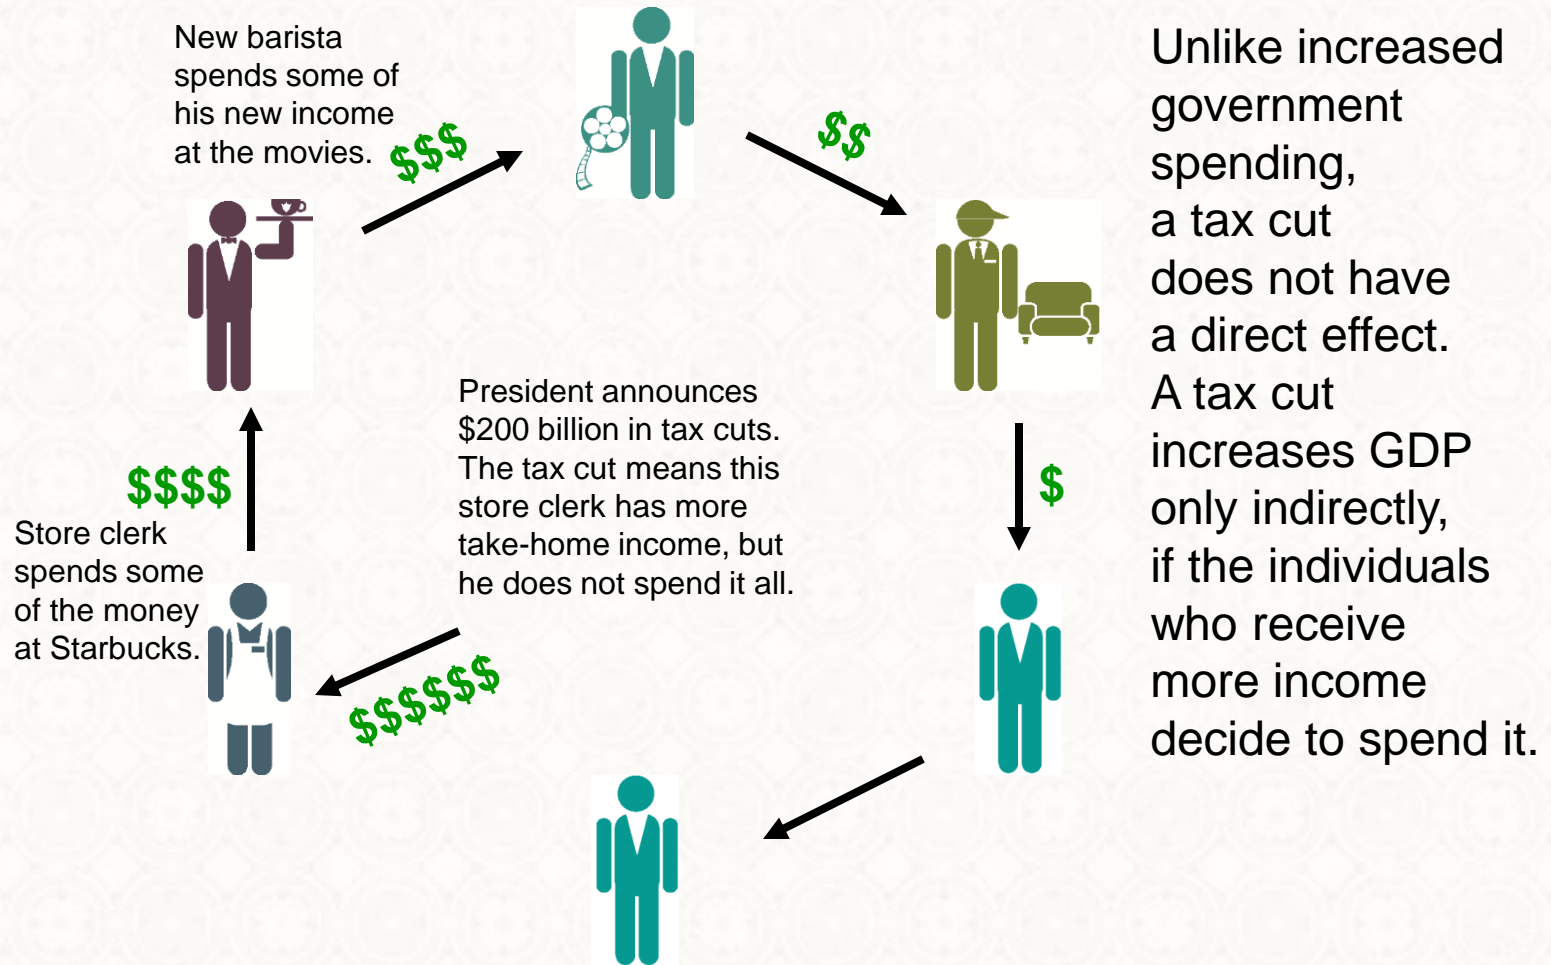 New barista
spends some of
his new income
at the movies.
$$$
$$
Unlike increased
government
spending,
a tax cut
does not have
a direct effect.
A tax cut
increases GDP
only indirectly,
if the individuals
who receive
more income
decide to spend it.
President announces
$200 billion in tax cuts.
The tax cut means this
store clerk has more
take-home income, but
he does not spend it all.
$$$$
$
Store clerk
spends some
of the money
at Starbucks.
$$$$$$